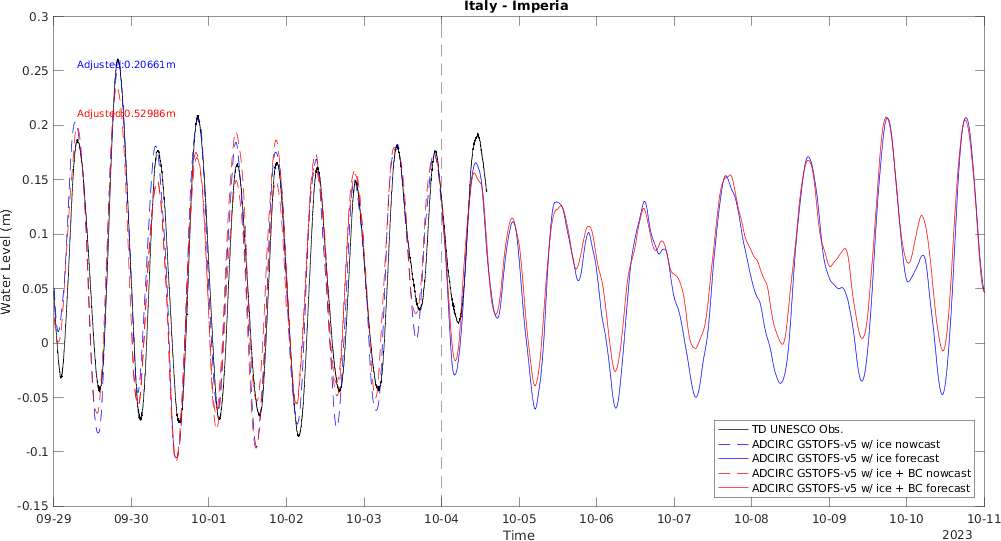 Italy - Imperia
0.3
0.25
0.2
0.15
0.1
0.05
0
-0.05
-0.1
-0.15
Water Level (m)
Adjusted:0.20661m
Adjusted:0.52986m
TD UNESCO Obs.
ADCIRC GSTOFS-v5 w/ ice nowcast
ADCIRC GSTOFS-v5 w/ ice forecast
ADCIRC GSTOFS-v5 w/ ice + BC nowcast
ADCIRC GSTOFS-v5 w/ ice + BC forecast
09-29 09-30 10-01 10-02 10-03 10-04 10-05 10-06 10-07 10-08 10-09 10-10 10-11
Time
2023